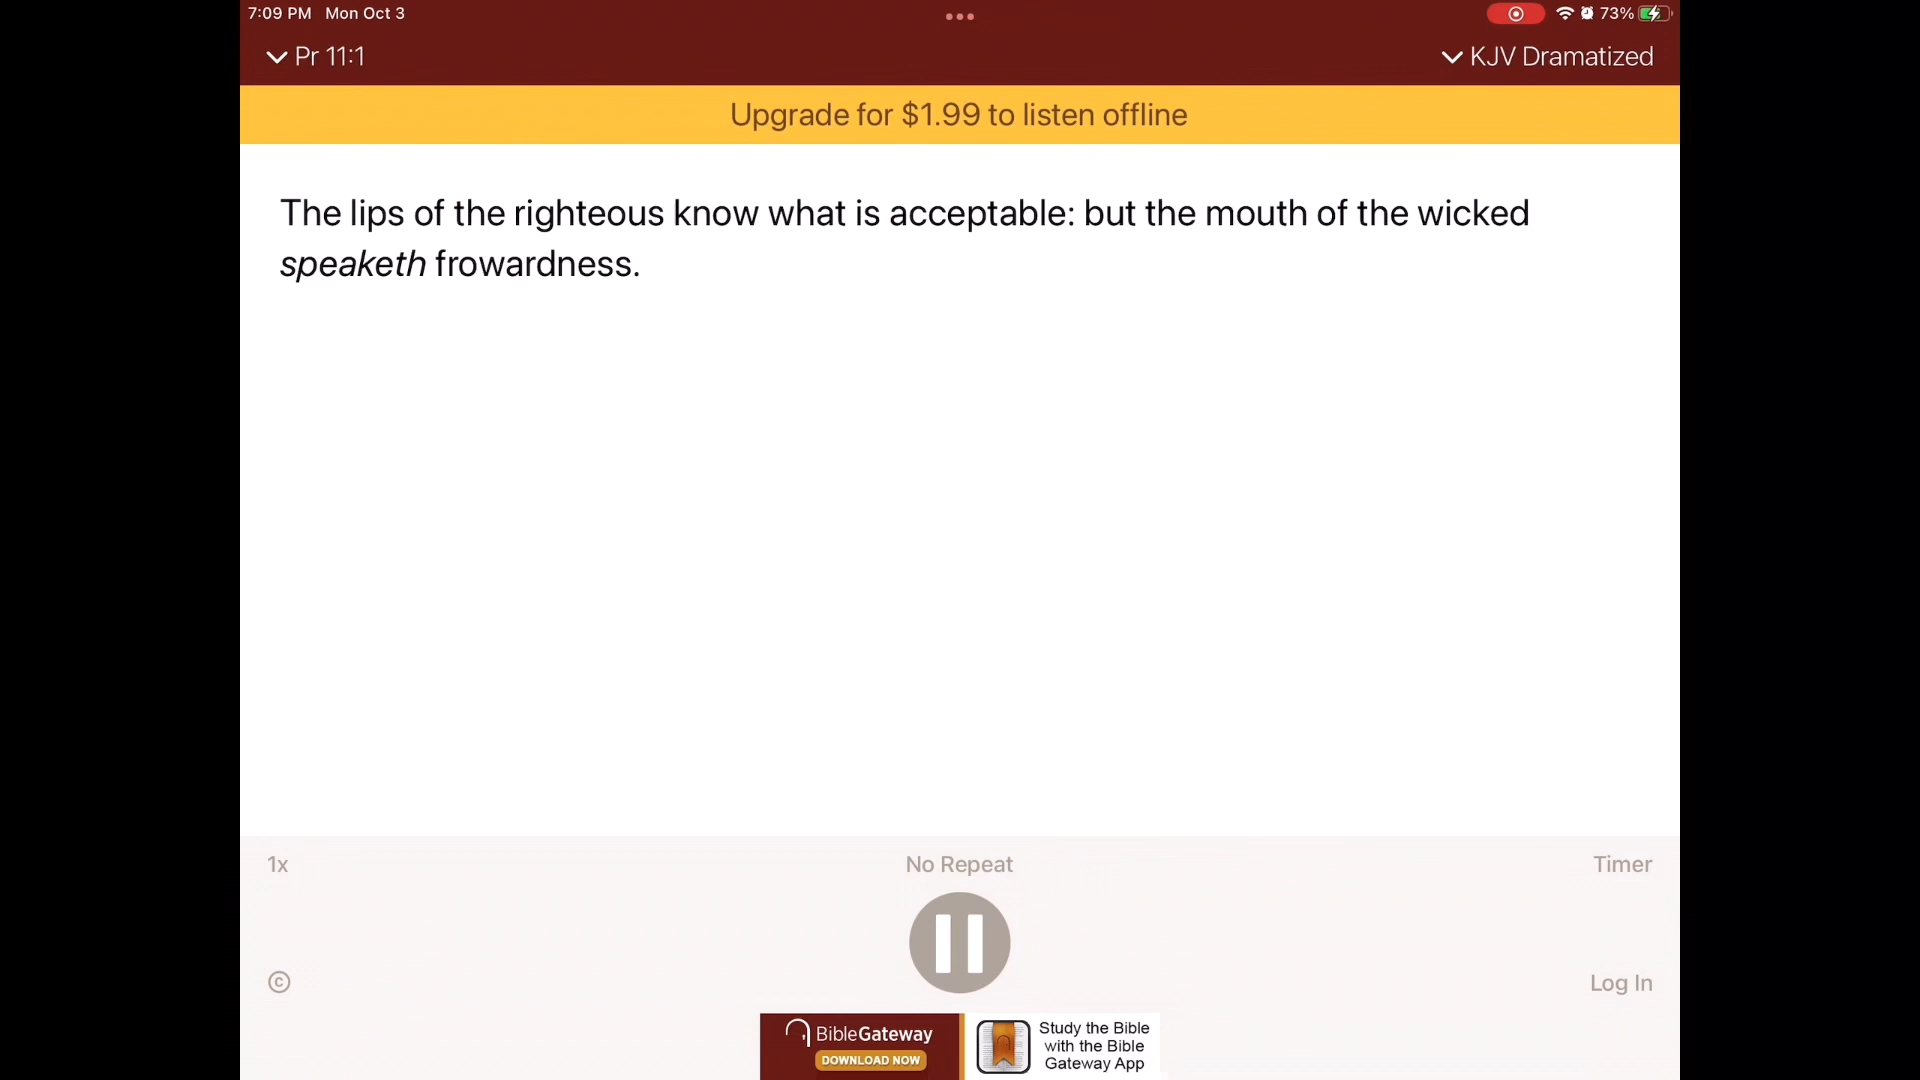 7:09 PM Mon Oct 3
73%
Pr 11:1
KJV Dramatized
Upgrade for $1.99 to listen offline
The lips of the righteous know what is acceptable: but the mouth of the wicked
speaketh frowardness.
1x
No Repeat
Timer
©
Log In
BibleGateway
DOWNLOAD NOW
Study the Bible
with the Bible
Gateway App